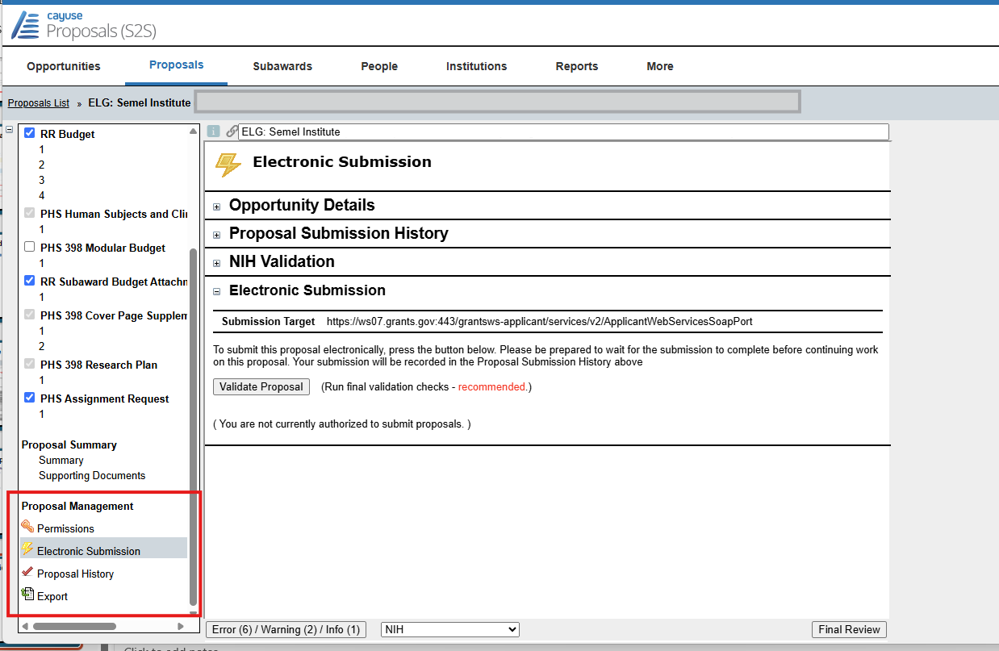 cayuse
Proposals (S2S)
Opportunities Proposals Subawards People Institutions Reports More
Proposals List » ELG: Semel Institute
RR Budget
1
2
3
4
PHS Human Subjects and Clin
1
PHS 398 Modular Budget
1
RR Subaward Budget Attachm
1
PHS 398 Cover Page Supplem
1
2
PHS 398 Research Plan
1
PHS Assignment Request
1
Proposal Summary
Summary
Supporting Documents
Proposal Management
Permissions
Electronic Submission
Proposal History
Export
ELG: Semel Institute
Electronic Submission
Opportunity Details
Proposal Submission History
NIH Validation
Electronic Submission
Submission Target https://ws07.grants.gov:443/grantsws-applicant/services/v2/ApplicantWebServicesSoapPort
To submit this proposal electronically, press the button below. Please be prepared to wait for the submission to complete before continuing work
on this proposal. Your submission will be recorded in the Proposal Submission History above
Validate Proposal (Run final validation checks - recommended.)
( You are not currently authorized to submit proposals. )
Error (6) / Warning (2) / Info (1) NIH Final Review